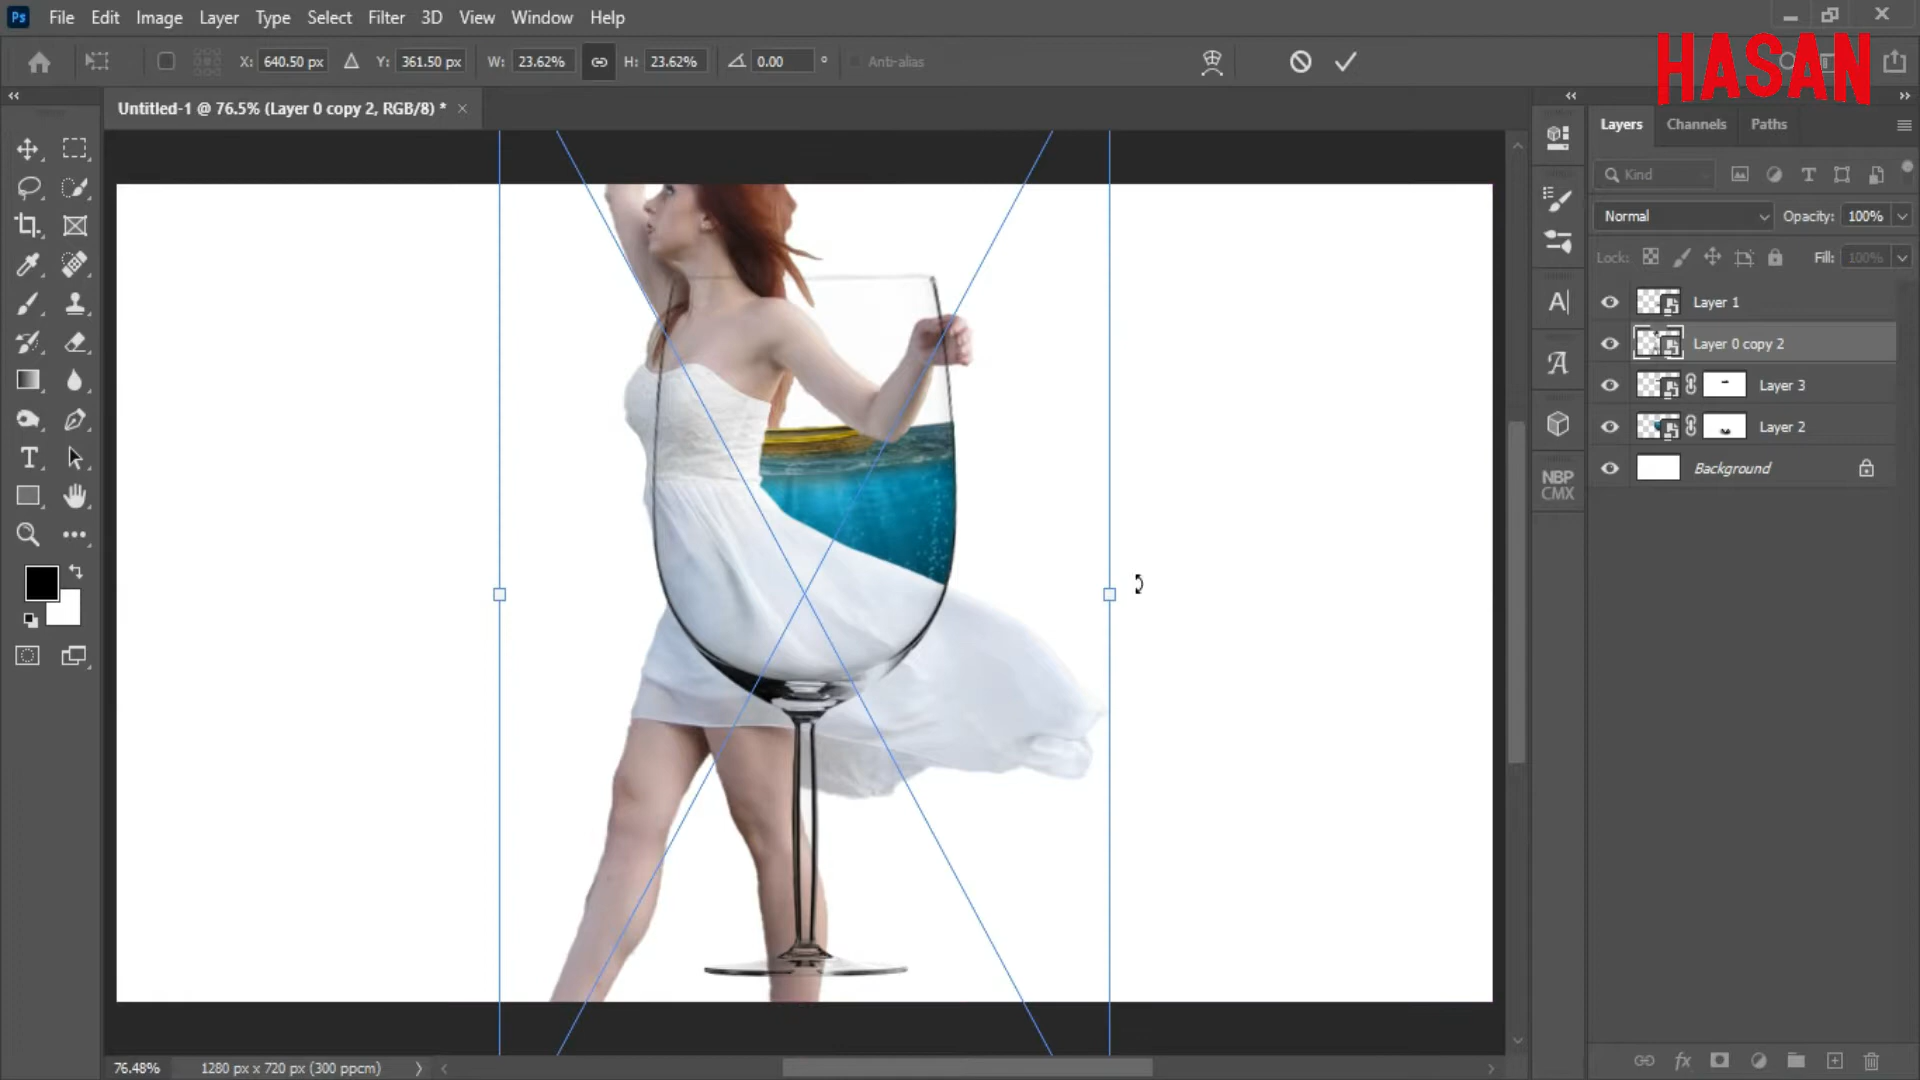 Ps File Edit Image Layer Type Select Filter 3D View Window Help
X: 640.50 px Y: 361.50 px W: 23.62% H: 23.62% 0.00 ° Anti-alias
HASAN
Untitled-1 @ 76.5% (Layer 0 copy 2, RGB/8) * ×
Layers Channels Paths
Kind
Normal Opacity: 100%
Lock: Fill: 100%
Layer 1
Layer 0 copy 2
Layer 3
Layer 2
Background
NBP
CMX
76.48% 1280 px x 720 px (300 ppcm)